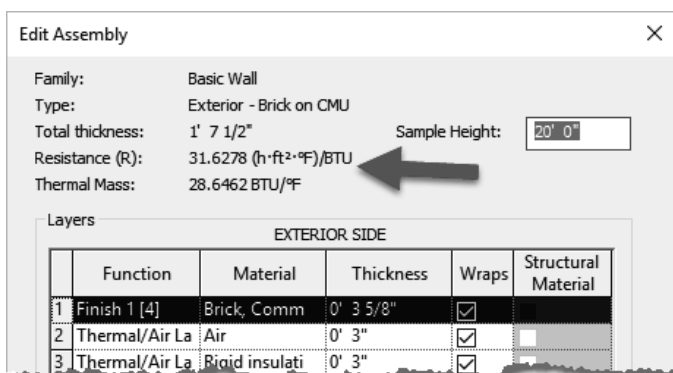 Edit Assembly
Family: Basic Wall
Type: Exterior - Brick on CMU
Total thickness: 1' 7 1/2" Sample Height: 20' 0"
Resistance (R): 31.6278 (h·ft²·ºF)/BTU
Thermal Mass: 28.6462 BTU/ºF
Layers
EXTERIOR SIDE
Function Material Thickness Wraps Structural Material
1 Finish 1 [4] Brick, Comm 0' 3 5/8"
2 Thermal/Air La Air 0' 3"
3 Thermal/Air La Rigid insulati 0' 3"